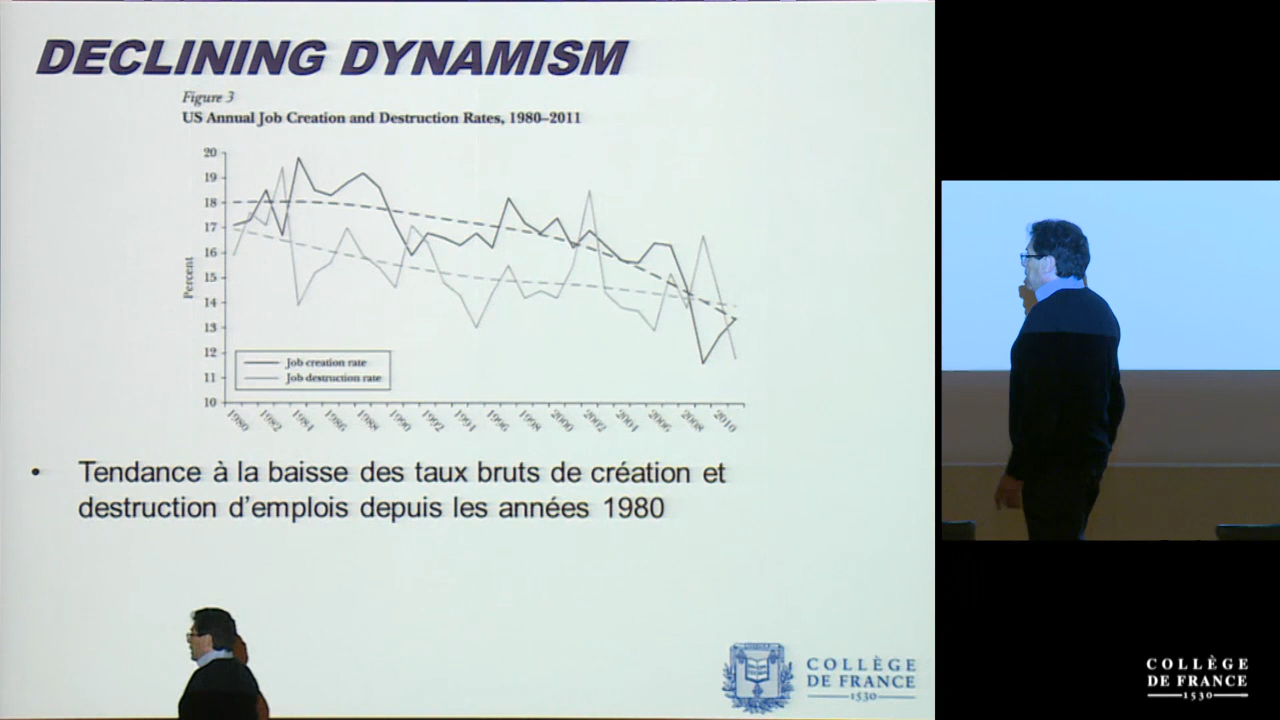 DECLINING DYNAMISM
Figure 3
US Annual Job Creation and Destruction Rates, 1980–2011
20
19
18
17
16
15
14
13
12
11
10
Percent
Job creation rate
Job destruction rate
1980
1982
1984
1986
1988
1990
1992
1994
1996
1998
2000
2002
2004
2006
2008
2010
• Tendance à la baisse des taux bruts de création et
destruction d'emplois depuis les années 1980
COLLÈGE
DE FRANCE
1530
COLLÈGE
DE FRANCE
1530